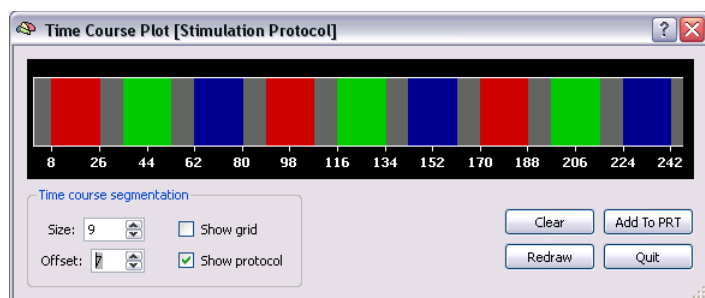 Time Course Plot [Stimulation Protocol]
8 26 44 62 80 98 116 134 152 170 188 206 224 242
Time course segmentation
Size: 9 Show grid Clear Add To PRT
Offset: 7 Show protocol Redraw Quit